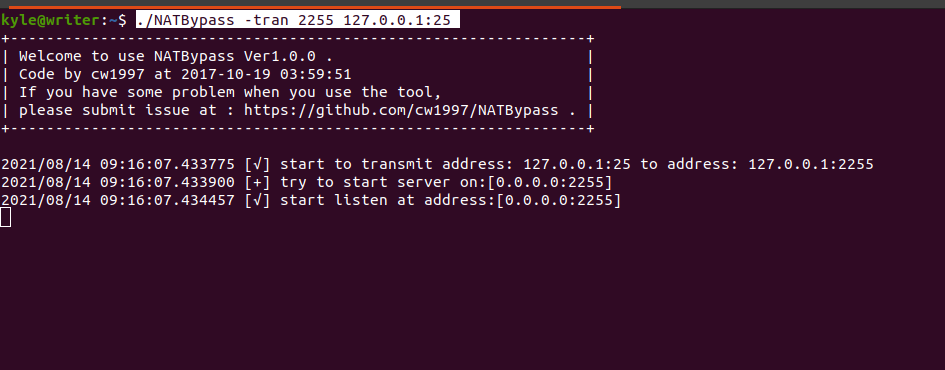 kyle@writer:~$ ./NATBypass -tran 2255 127.0.0.1:25
+----------------------------------------------------------------+
| Welcome to use NATBypass Ver1.0.0 . |
| Code by cw1997 at 2017-10-19 03:59:51 |
| If you have some problem when you use the tool, |
| please submit issue at : https://github.com/cw1997/NATBypass . |
+----------------------------------------------------------------+
2021/08/14 09:16:07.433775 [√] start to transmit address: 127.0.0.1:25 to address: 127.0.0.1:2255
2021/08/14 09:16:07.433900 [+] try to start server on:[0.0.0.0:2255]
2021/08/14 09:16:07.434457 [√] start listen at address:[0.0.0.0:2255]